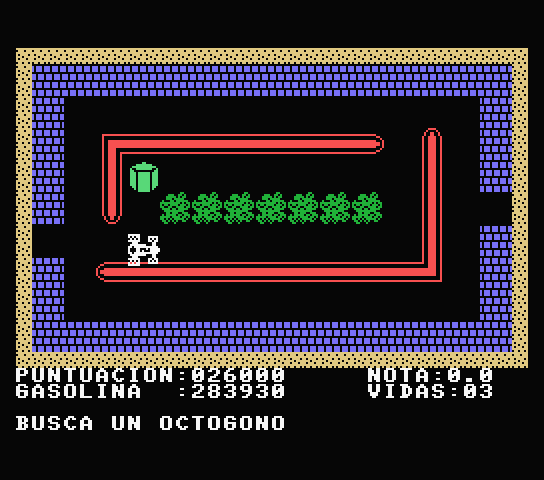 PUNTUACION:026000 NOTA:0.0
GASOLINA :283930 VIDAS:03
BUSCA UN OCTOGONO